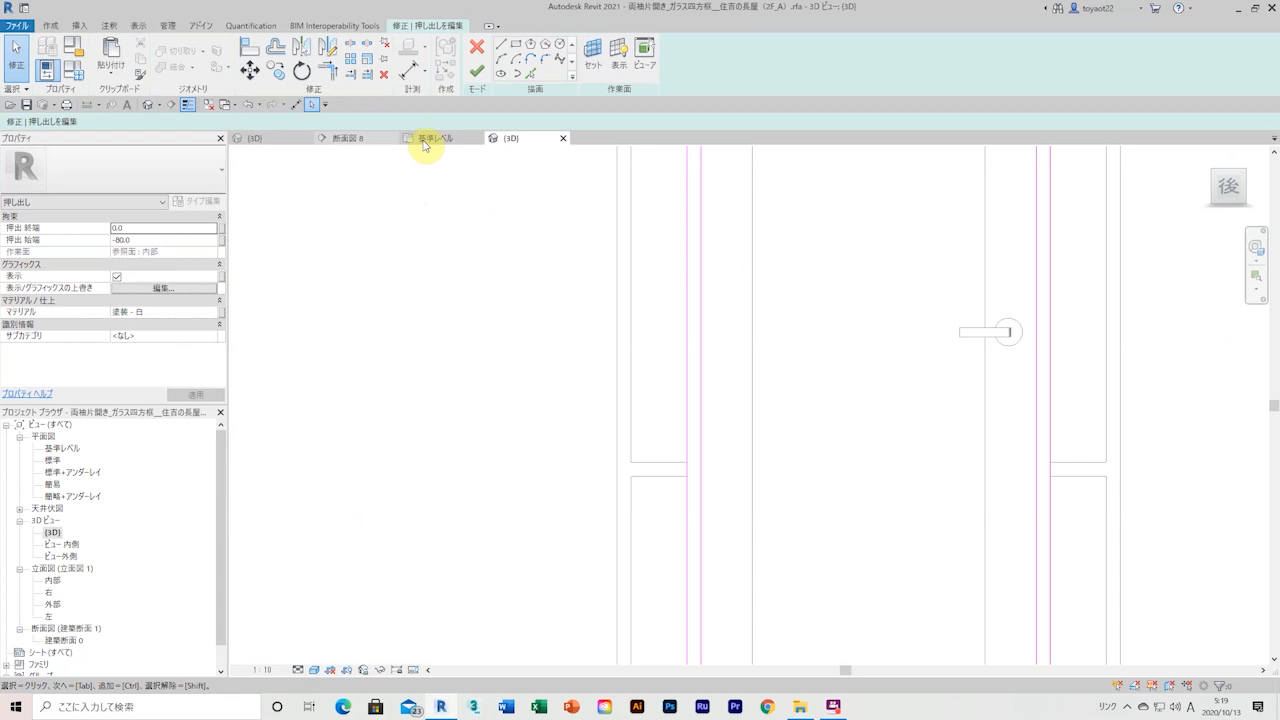 Autodesk Revit 2021 - 両袖片開き_ガラス四方框__住吉の長屋 (2F_A) .rfa - 3D ビュー: {3D}
toyaot22
ファイル 作成 挿入 注釈 表示 管理 アドイン Quantification BIM Interoperability Tools 修正 | 押し出しを編集
修正 貼り付け 切り取り 結合 セット 表示 ビューア
選択 プロパティ クリップボード ジオメトリ 修正 計測 作成 モード 描画 作業面
修正 | 押し出しを編集
プロパティ
{3D} 断面図 8 基準レベル {3D}
後
押出し タイプ編集
拘束
押出 終端 0.0
押出 始端 -80.0
作業面 参照面 : 内部
グラフィックス
表示
表示/グラフィックスの上書き 編集...
マテリアル / 仕上
マテリアル 塗装 - 白
識別情報
サブカテゴリ <なし>
プロパティ ヘルプ 適用
プロジェクト ブラウザ - 両袖片開き_ガラス四方框__住吉の長屋...
ビュー (すべて)
平面図
基準レベル
標準
標準+アンダーレイ
簡易
簡略+アンダーレイ
天井伏図
3D ビュー
{3D}
ビュー 内側
ビュー外側
立面図 (立面図 1)
内部
右
外部
左
断面図 (建築断面 1)
建築断面 0
シート (すべて)
ファミリ
1 : 10
選択=クリック、次へ=[Tab]、追加=[Ctrl]、選択解除=[Shift]。
:0
ここに入力して検索
23
リンク
A
5:19
2020/10/13